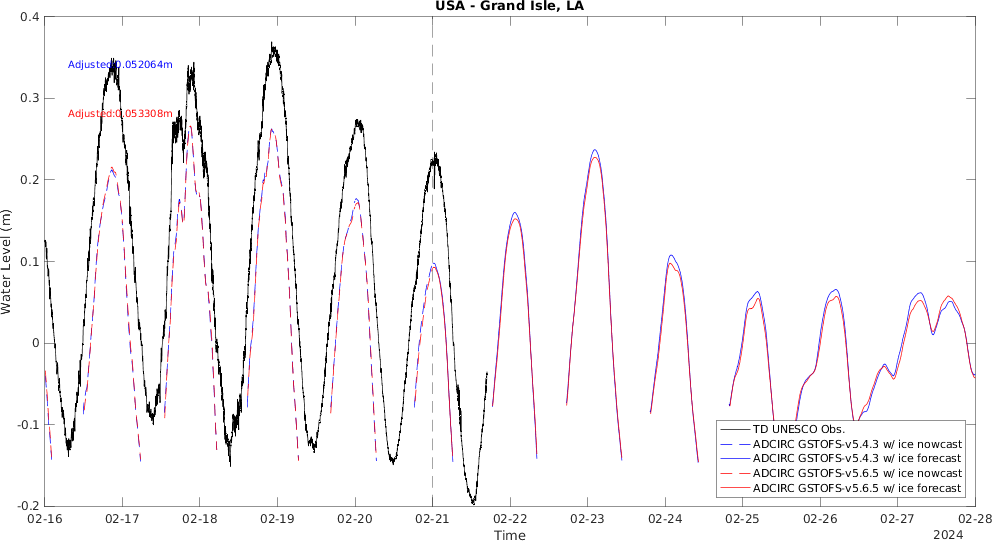 USA - Grand Isle, LA
0.4
Adjusted:0.052064m
0.3
Adjusted:0.053308m
0.2
0.1
0
-0.1
-0.2
Water Level (m)
TD UNESCO Obs.
ADCIRC GSTOFS-v5.4.3 w/ ice nowcast
ADCIRC GSTOFS-v5.4.3 w/ ice forecast
ADCIRC GSTOFS-v5.6.5 w/ ice nowcast
ADCIRC GSTOFS-v5.6.5 w/ ice forecast
02-16 02-17 02-18 02-19 02-20 02-21 02-22 02-23 02-24 02-25 02-26 02-27 02-28
Time
2024